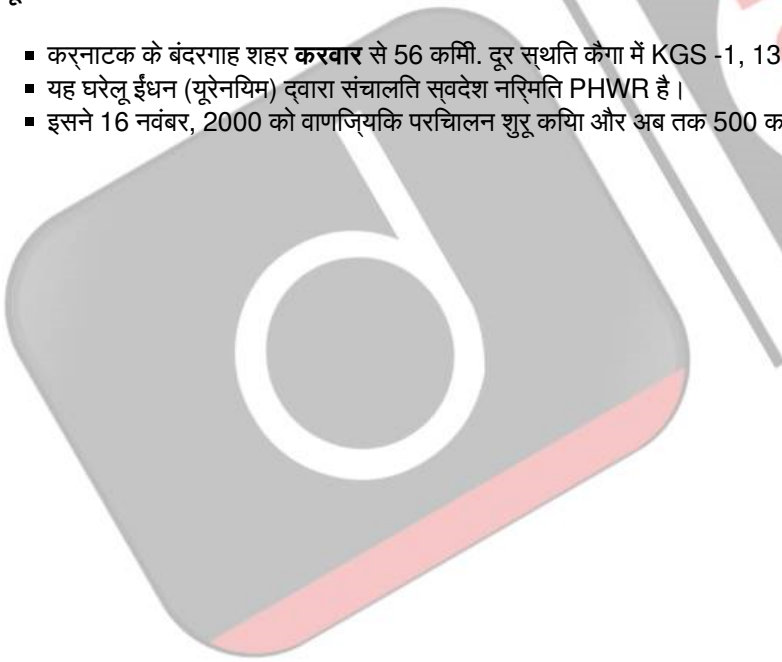 कर्नाटक के बंदरगाह शहर करवार से 56 कमिी. दूर स्थति कैगा में KGS -1, 13
यह घरेलू ईंधन (यूरेनयिम) द्वारा संचालति स्वदेश नरि्मति PHWR है।
इसने 16 नवंबर, 2000 को वाणज्यिकि परचिालन शुरू कयिा और अब तक 500 क